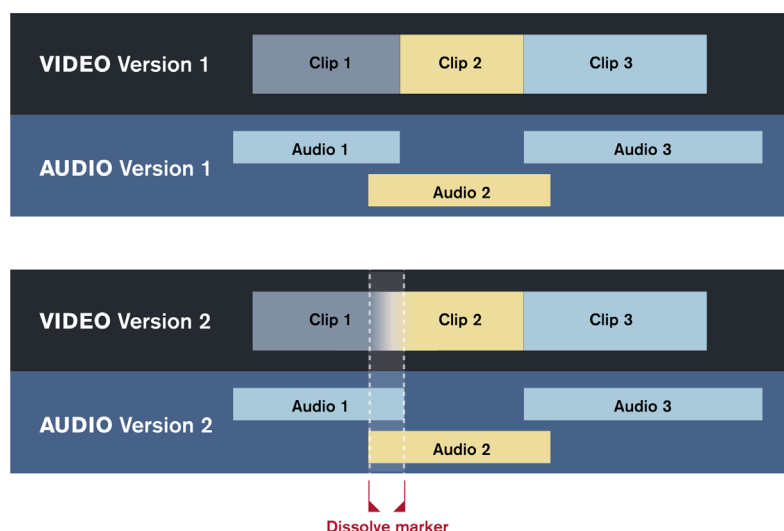 VIDEO Version 1
Clip 1
Clip 2
Clip 3
AUDIO Version 1
Audio 1
Audio 3
Audio 2
VIDEO Version 2
Clip 1
Clip 2
Clip 3
AUDIO Version 2
Audio 1
Audio 3
Audio 2
Dissolve marker